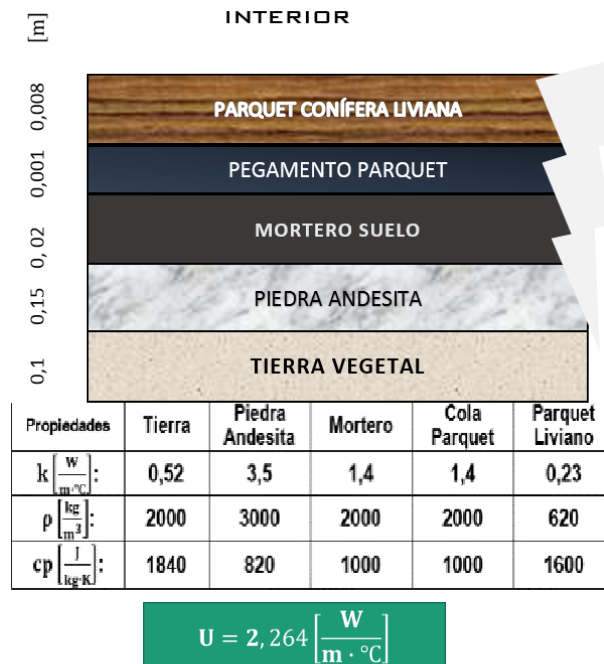 [m]
INTERIOR
0,008
PARQUET CONÍFERA LIVIANA
0,001
PEGAMENTO PARQUET
0, 02
MORTERO SUELO
0,15
PIEDRA ANDESITA
0,1
TIERRA VEGETAL
Propiedades Tierra Piedra Andesita Mortero Cola Parquet Parquet Liviano
k[W/m·°C]: 0,52 3,5 1,4 1,4 0,23
ρ[kg/m³]: 2000 3000 2000 2000 620
cp[J/kg·K]: 1840 820 1000 1000 1600
U = 2,264 [W/m·°C]